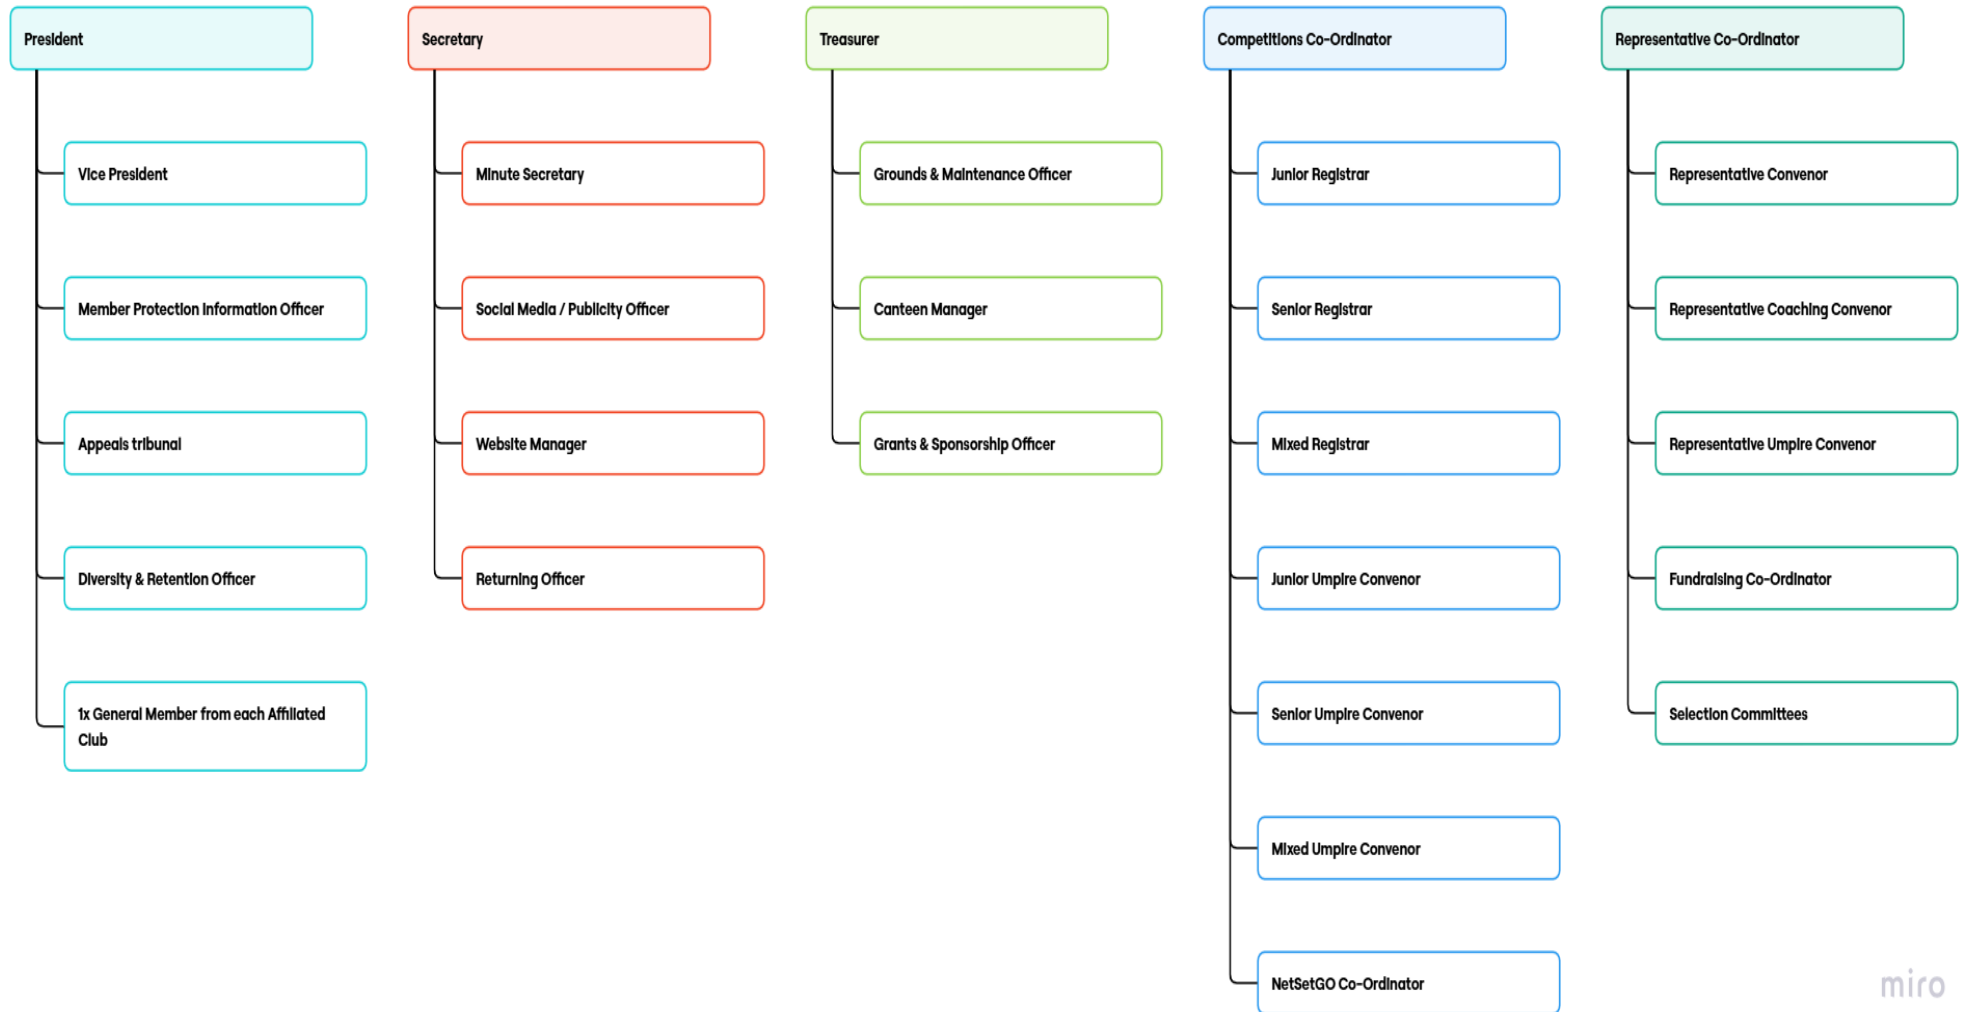 President
Vice President
Member Protection Information Officer
Appeals tribunal
Diversity & Retention Officer
1x General Member from each Affiliated
Club
Secretary
Minute Secretary
Social Media / Publicity Officer
Website Manager
Returning Officer
Treasurer
Grounds & Maintenance Officer
Canteen Manager
Grants & Sponsorship Officer
Competitions Co-Ordinator
Junior Registrar
Senior Registrar
Mixed Registrar
Junior Umpire Convenor
Senior Umpire Convenor
Mixed Umpire Convenor
NetSetGO Co-Ordinator
Representative Co-Ordinator
Representative Convenor
Representative Coaching Convenor
Representative Umpire Convenor
Fundraising Co-Ordinator
Selection Committees
miro